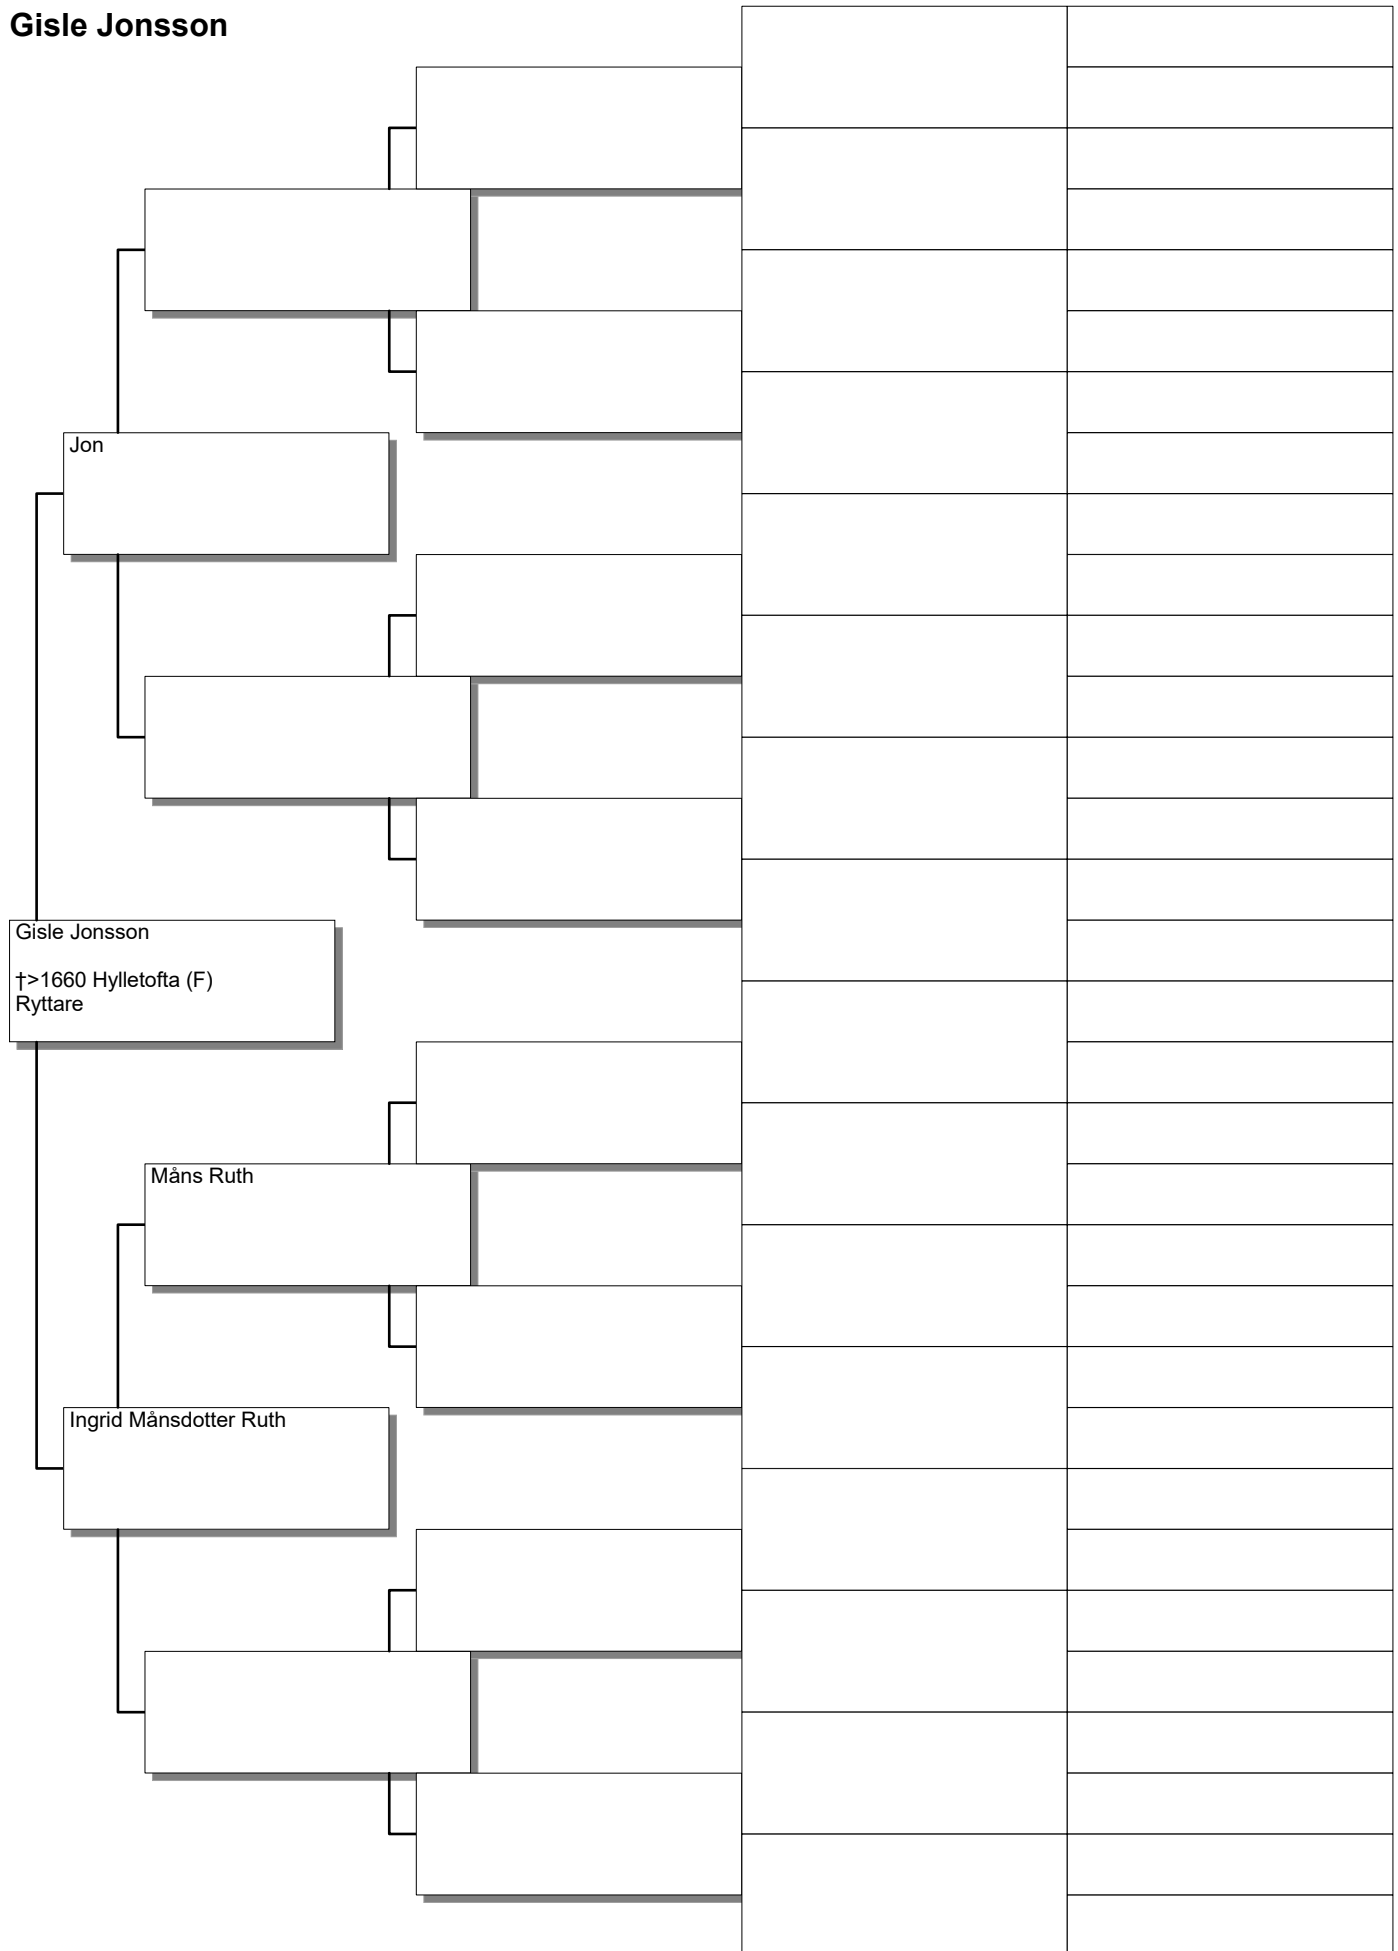 Gisle Jonsson
Jon
Gisle Jonsson
†>1660 Hylletofta (F)
Ryttare
Måns Ruth
Ingrid Månsdotter Ruth